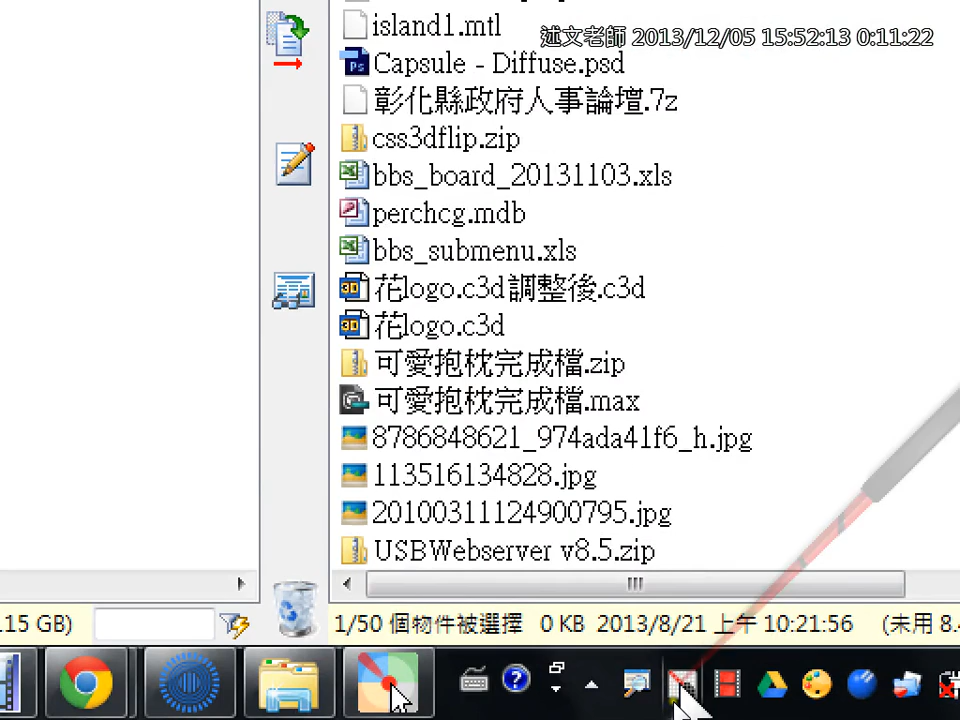 island1.mtl
述文老師 2013/12/05 15:52:13 0:11:22
Capsule - Diffuse.psd
彰化縣政府人事論壇.7z
css3dflip.zip
bbs_board_20131103.xls
perchcg.mdb
bbs_submenu.xls
花logo.c3d調整後.c3d
花logo.c3d
可愛抱枕完成檔.zip
可愛抱枕完成檔.max
8786848621_974ada41f6_h.jpg
113516134828.jpg
20100311124900795.jpg
USBWebserver v8.5.zip
.15 GB)
1/50 個物件被選擇 0 KB 2013/8/21 上午 10:21:56 (未用 8.4